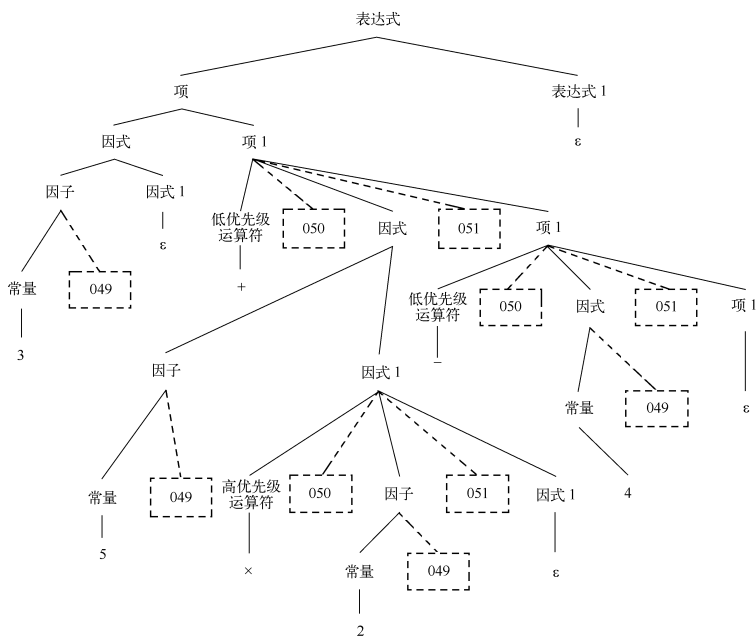 表达式
项
表达式 1
因式
项 1
ε
因子
因式 1
低优先级
运算符
050
因式
051
项 1
ε
常量
049
+
低优先级
运算符
050
因式
051
项 1
3
−
因子
因式 1
常量
049
ε
常量
049
高优先级
运算符
050
因子
051
因式 1
4
5
×
常量
049
ε
2